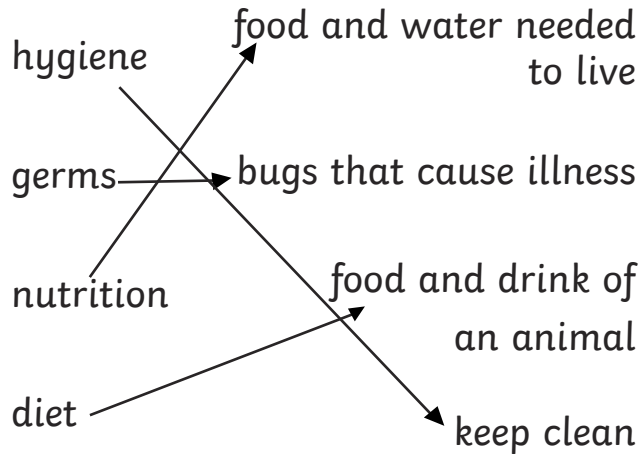 hygiene
germs
nutrition
diet
food and water needed
to live
bugs that cause illness
food and drink of
an animal
keep clean